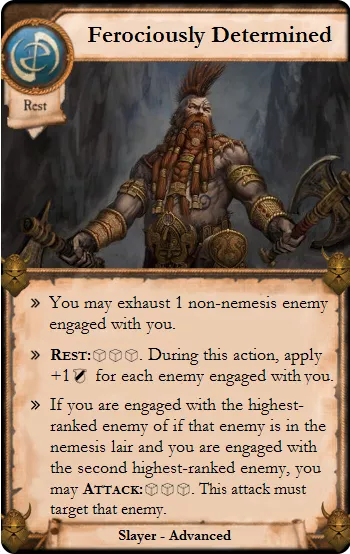 Ferociously Determined
Rest
» You may exhaust 1 non-nemesis enemy
engaged with you.
» REST: . During this action, apply
+1 for each enemy engaged with you.
» If you are engaged with the highest-
ranked enemy of if that enemy is in the
nemesis lair and you are engaged with
the second highest-ranked enemy, you
may ATTACK: . This attack must
target that enemy.
Slayer - Advanced